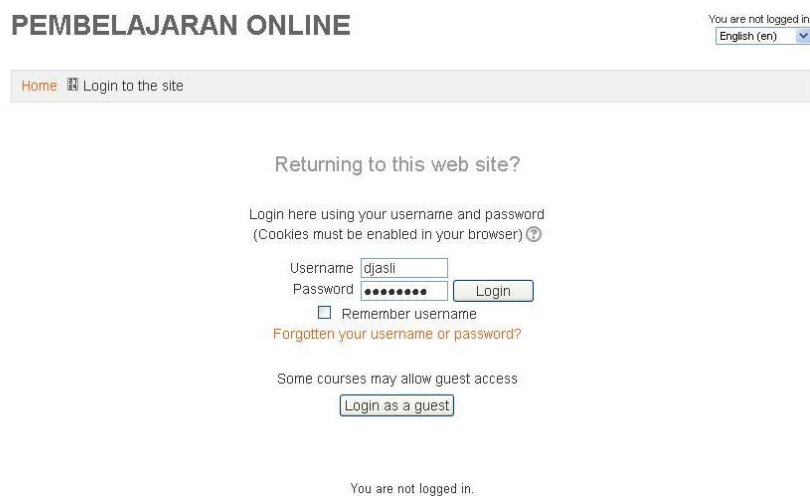 PEMBELAJARAN ONLINE
You are not logged in.
English (en)
Home Login to the site
Returning to this web site?
Login here using your username and password
(Cookies must be enabled in your browser) ?
Username djasli
Password ●●●●●●●● Login
Remember username
Forgotten your username or password?
Some courses may allow guest access
Login as a guest
You are not logged in.